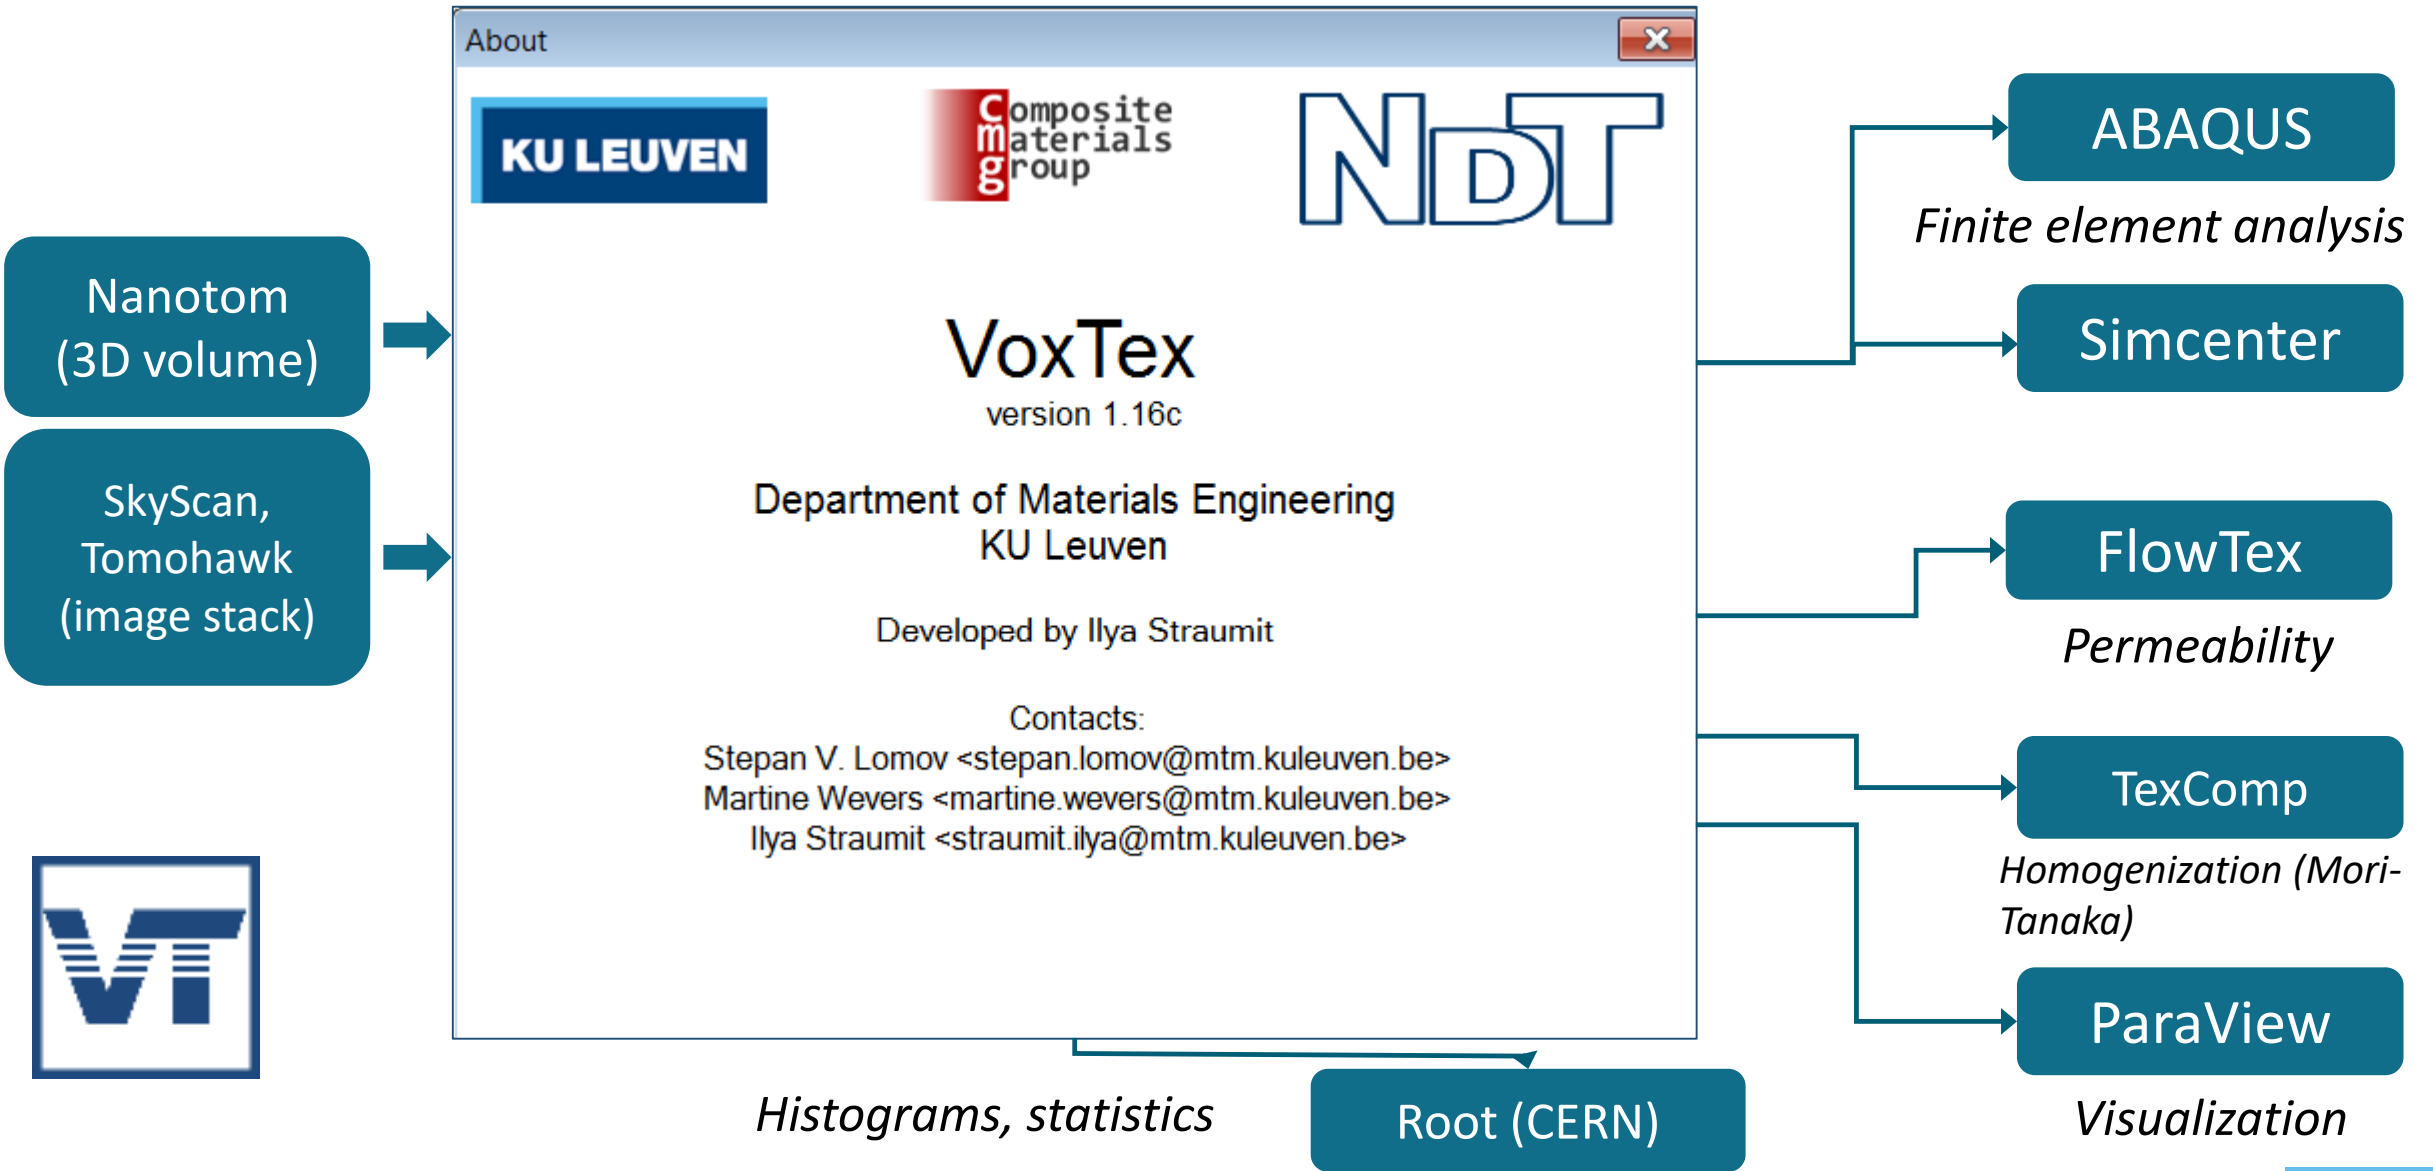 About
KU LEUVEN
Composite
materials
group
NDT
Nanotom
(3D volume)
SkyScan,
Tomohawk
(image stack)
VoxTex
version 1.16c
Department of Materials Engineering
KU Leuven
Developed by Ilya Straumit
Contacts:
Stepan V. Lomov <stepan.lomov@mtm.kuleuven.be>
Martine Wevers <martine.wevers@mtm.kuleuven.be>
Ilya Straumit <straumit.ilya@mtm.kuleuven.be>
VT
ABAQUS
Finite element analysis
Simcenter
FlowTex
Permeability
TexComp
Homogenization (Mori-
Tanaka)
ParaView
Visualization
Histograms, statistics
Root (CERN)